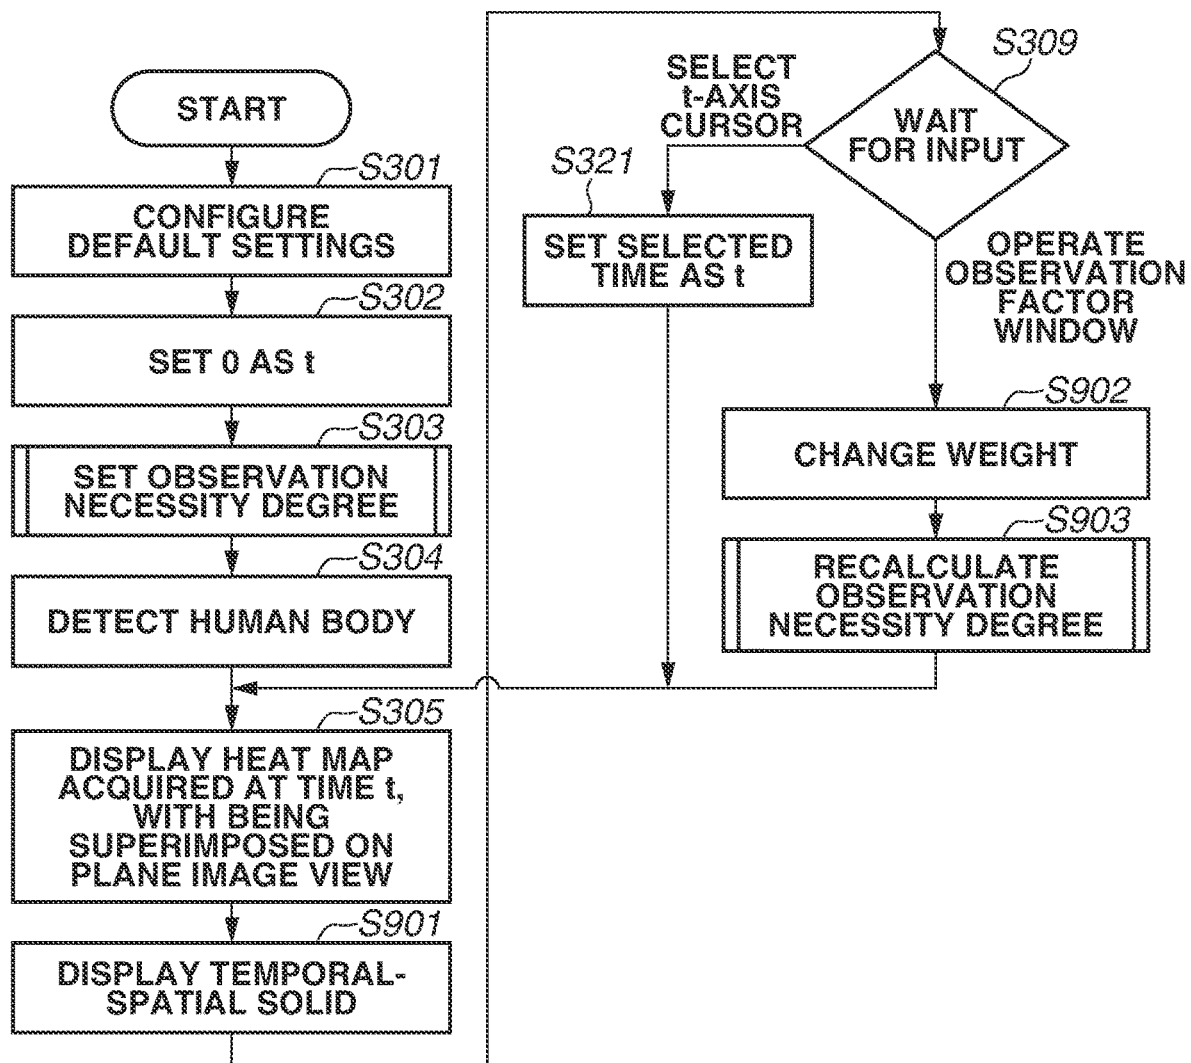 START
S301
CONFIGURE
DEFAULT SETTINGS
S302
SET 0 AS t
S303
SET OBSERVATION
NECESSITY DEGREE
S304
DETECT HUMAN BODY
S305
DISPLAY HEAT MAP
ACQUIRED AT TIME t,
WITH BEING
SUPERIMPOSED ON
PLANE IMAGE VIEW
S901
DISPLAY TEMPORAL-
SPATIAL SOLID
S309
WAIT
FOR INPUT
SELECT
t-AXIS
CURSOR
S321
SET SELECTED
TIME AS t
OPERATE
OBSERVATION
FACTOR
WINDOW
S902
CHANGE WEIGHT
S903
RECALCULATE
OBSERVATION
NECESSITY DEGREE